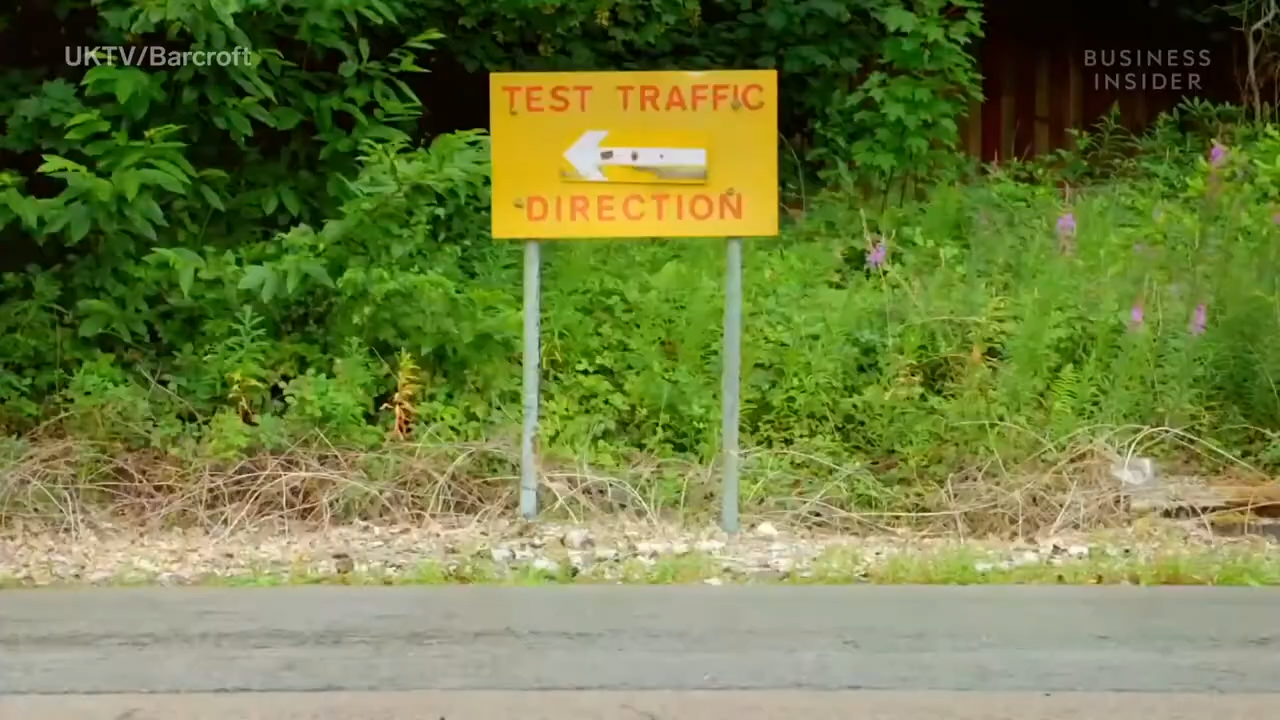 UKTV/Barcroft
BUSINESS
INSIDER
TEST TRAFFIC
DIRECTION